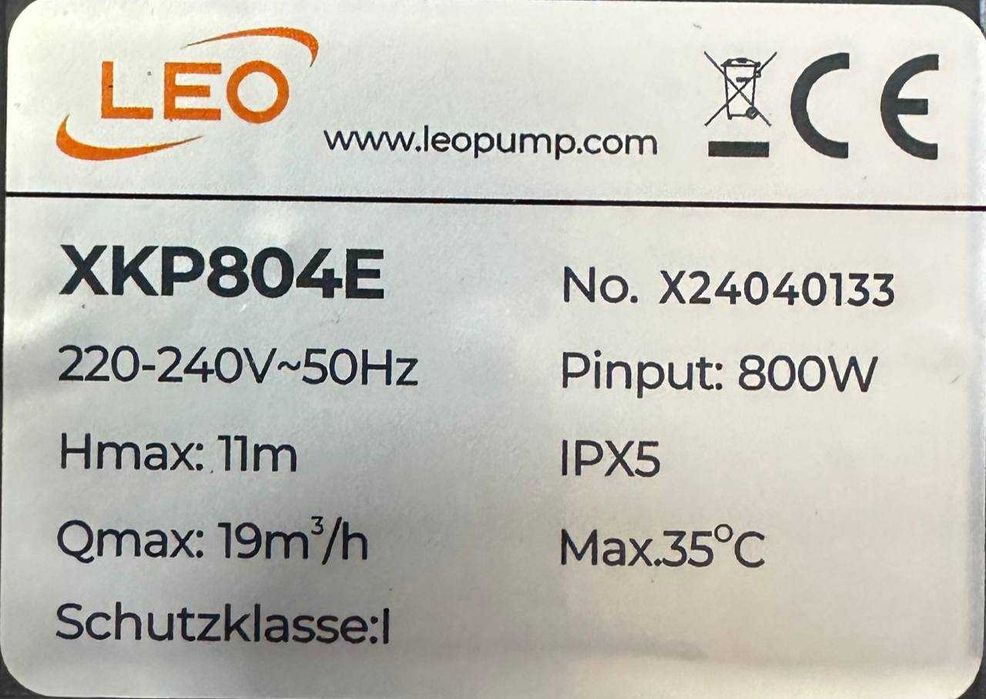 LEO
www.leopump.com
CE
XKP804E
No. X24040133
220-240V~50Hz
Pinput: 800W
Hmax: 11m
IPX5
Qmax: 19m³/h
Max.35°C
Schutzklasse:I